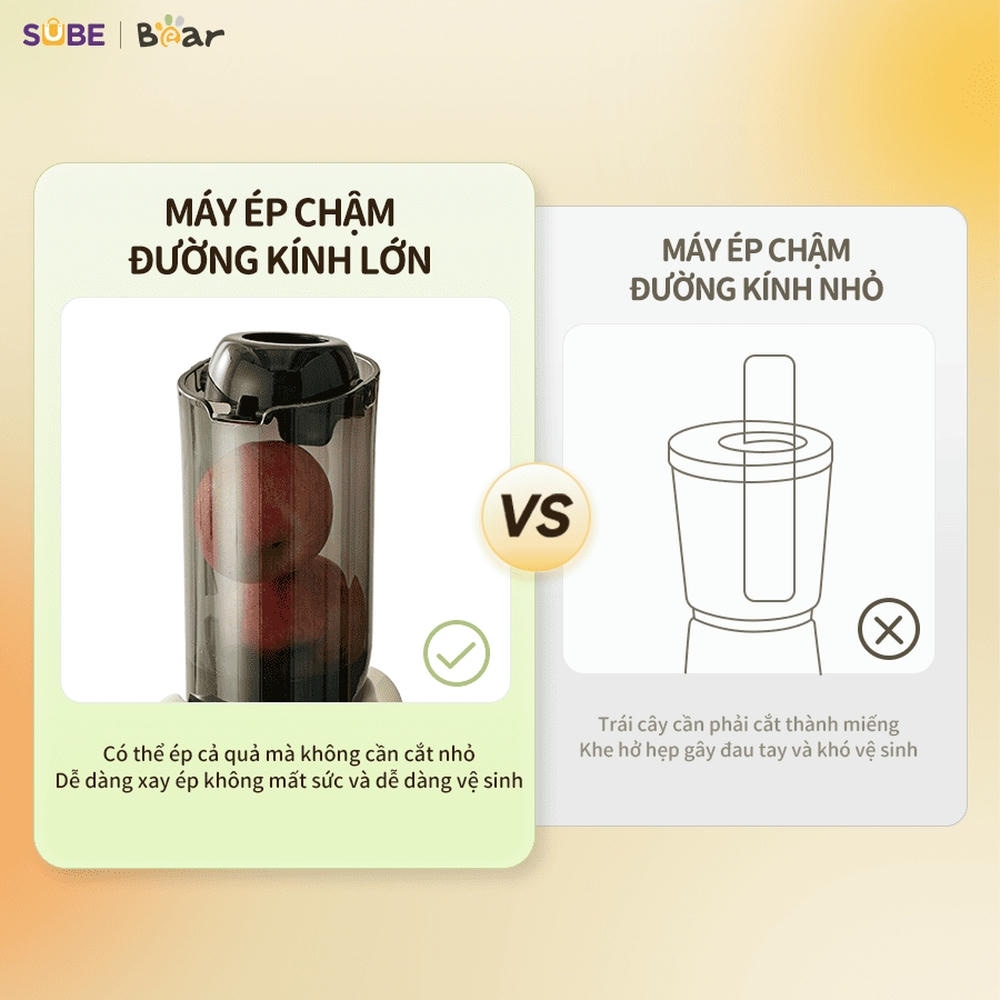 SUBE | Bear
MÁY ÉP CHẬM
ĐƯỜNG KÍNH LỚN
MÁY ÉP CHẬM
ĐƯỜNG KÍNH NHỎ
VS
Có thể ép cả quả mà không cần cắt nhỏ
Dễ dàng xay ép không mất sức và dễ dàng vệ sinh
Trái cây cần phải cắt thành miếng
Khe hở hẹp gây đau tay và khó vệ sinh